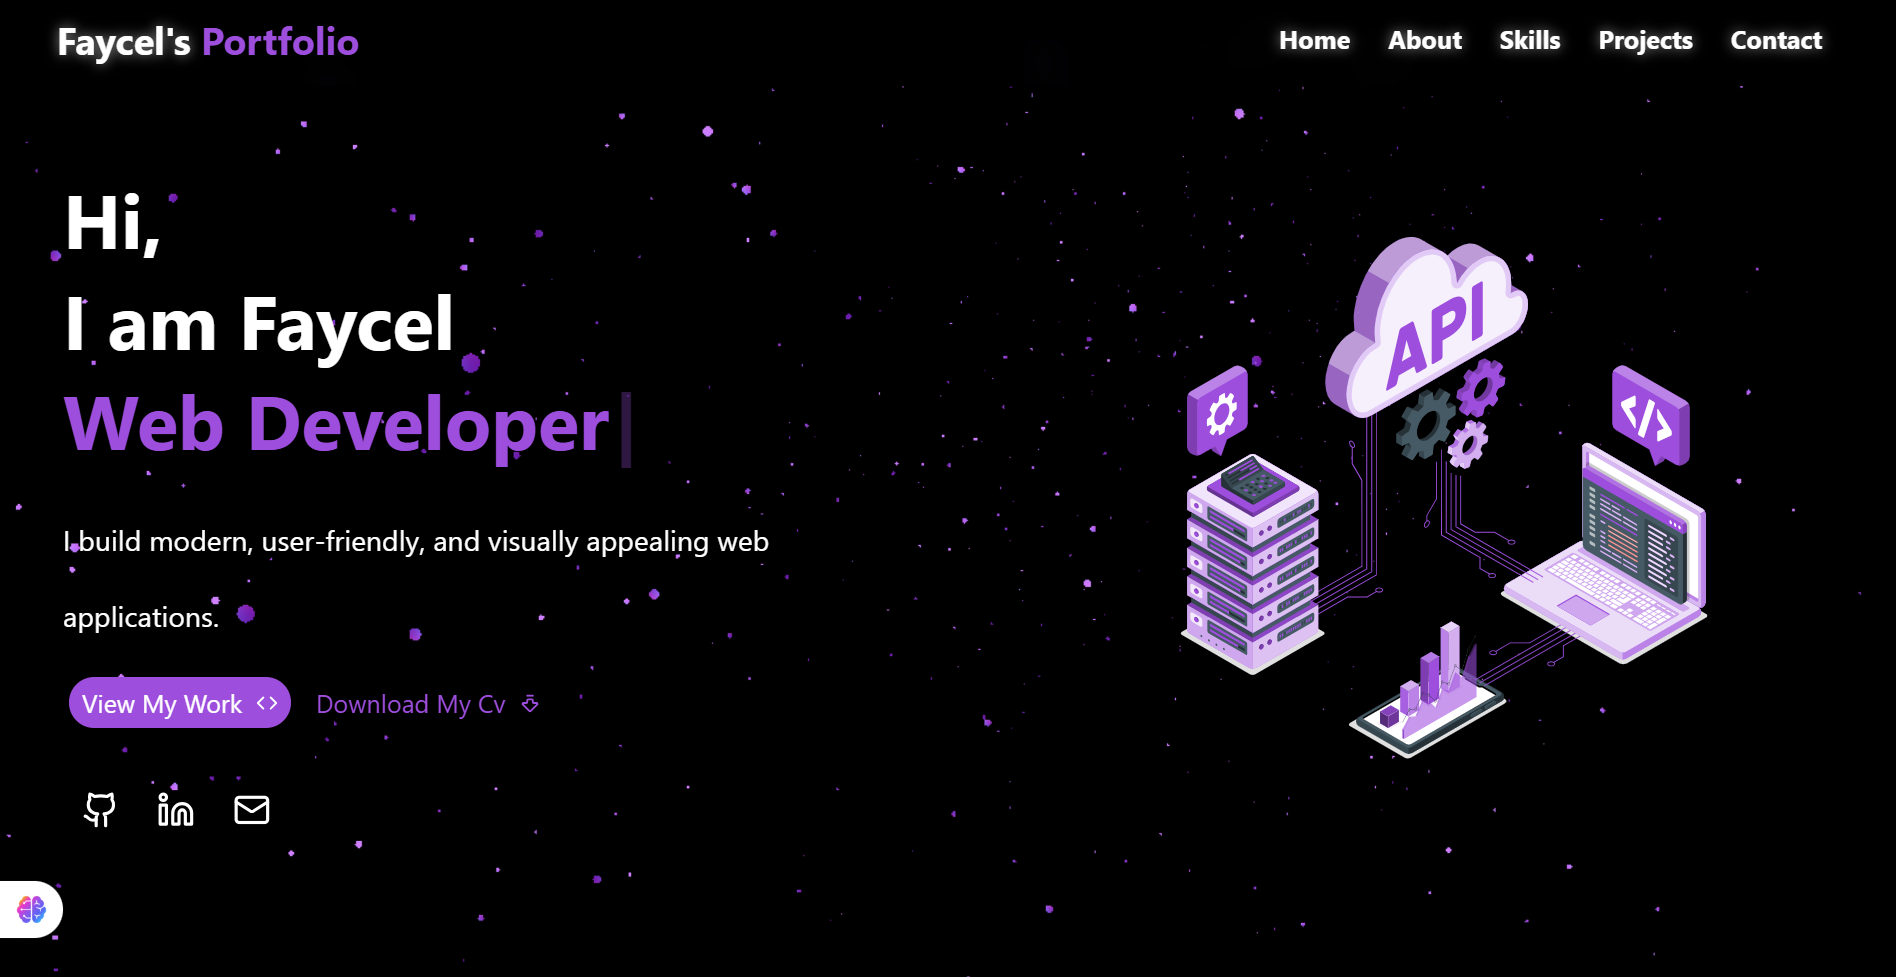 Faycel's Portfolio
Home About Skills Projects Contact
Hi,
I am Faycel
Web Developer
I build modern, user-friendly, and visually appealing web
applications.
View My Work <>
Download My Cv
API
</>